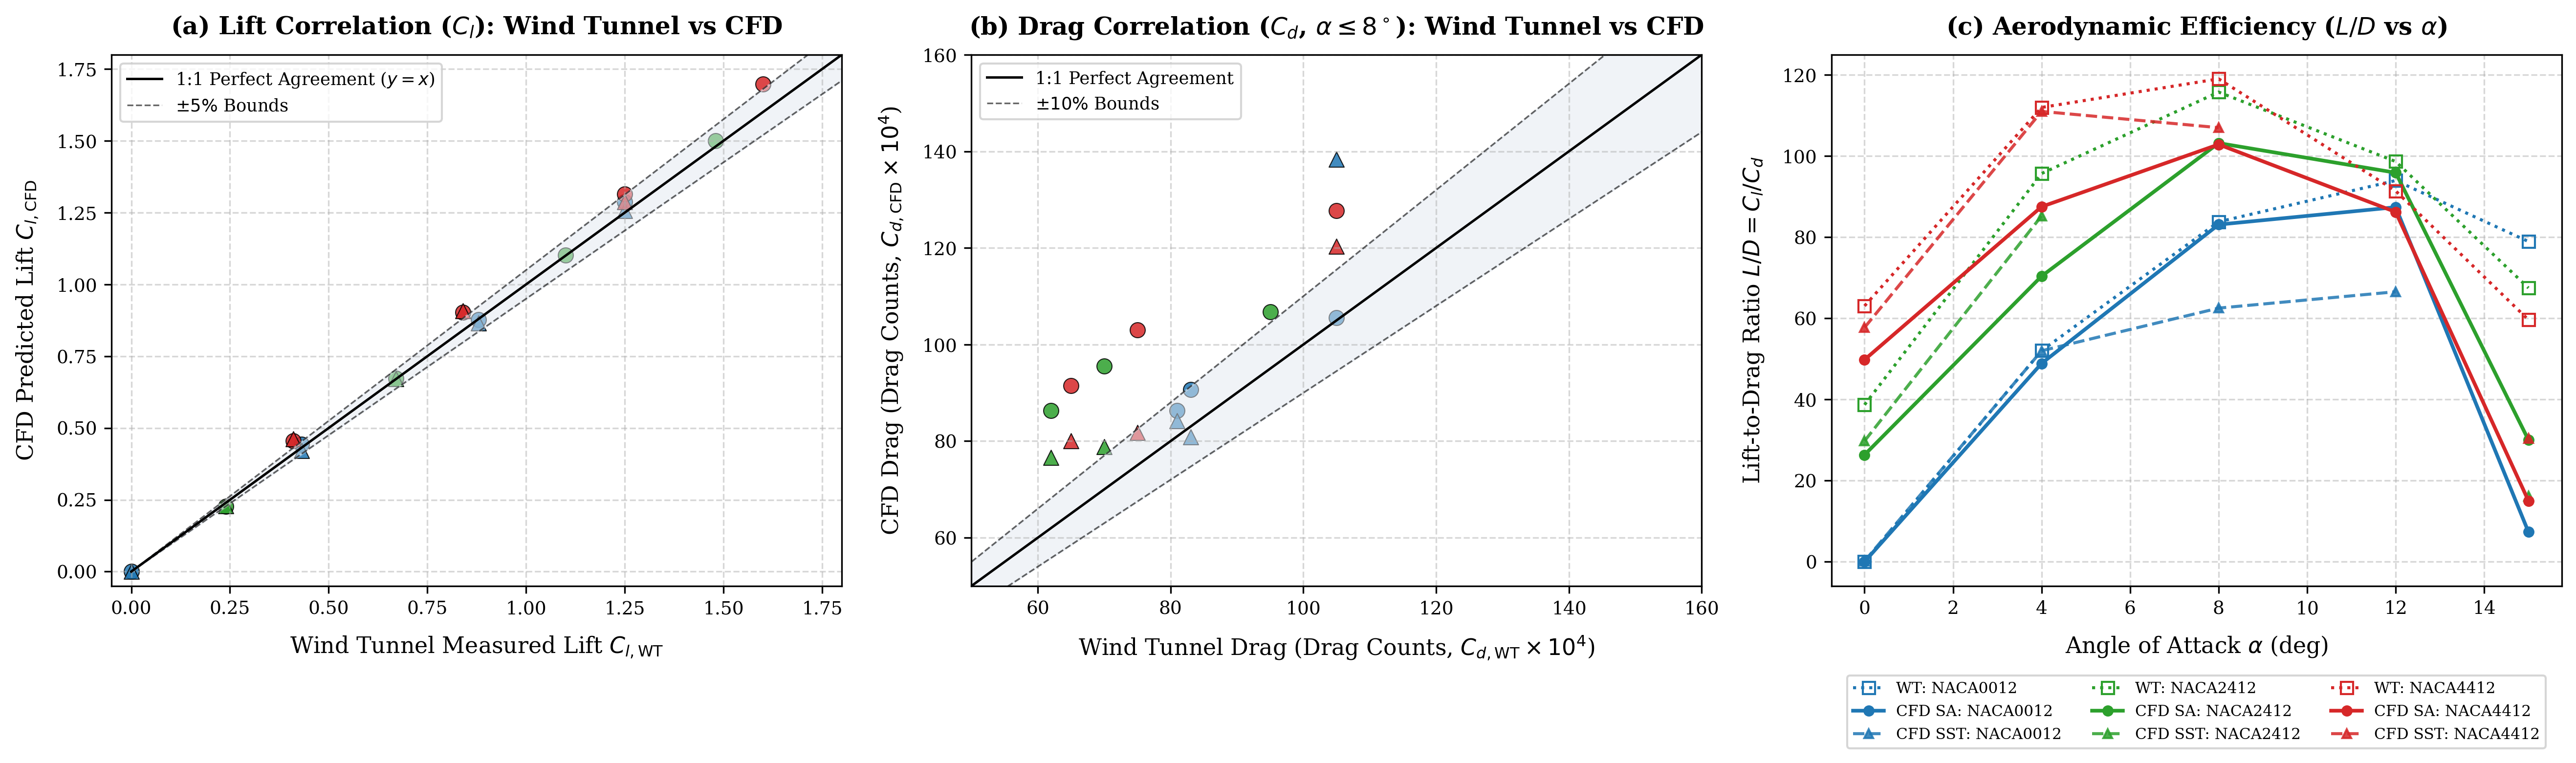 (a) Lift Correlation (C_l): Wind Tunnel vs CFD
1:1 Perfect Agreement (y = x)
±5% Bounds
CFD Predicted Lift C_l,CFD
1.75
1.50
1.25
1.00
0.75
0.50
0.25
0.00
0.00 0.25 0.50 0.75 1.00 1.25 1.50 1.75
Wind Tunnel Measured Lift C_l,WT
(b) Drag Correlation (C_d, α ≤ 8°): Wind Tunnel vs CFD
1:1 Perfect Agreement
±10% Bounds
CFD Drag (Drag Counts, C_d,CFD × 10⁴)
160
140
120
100
80
60
60 80 100 120 140 160
Wind Tunnel Drag (Drag Counts, C_d,WT × 10⁴)
(c) Aerodynamic Efficiency (L/D vs α)
Lift-to-Drag Ratio L/D = C_l/C_d
120
100
80
60
40
20
0
0 2 4 6 8 10 12 14
Angle of Attack α (deg)
WT: NACA0012 WT: NACA2412 WT: NACA4412
CFD SA: NACA0012 CFD SA: NACA2412 CFD SA: NACA4412
CFD SST: NACA0012 CFD SST: NACA2412 CFD SST: NACA4412